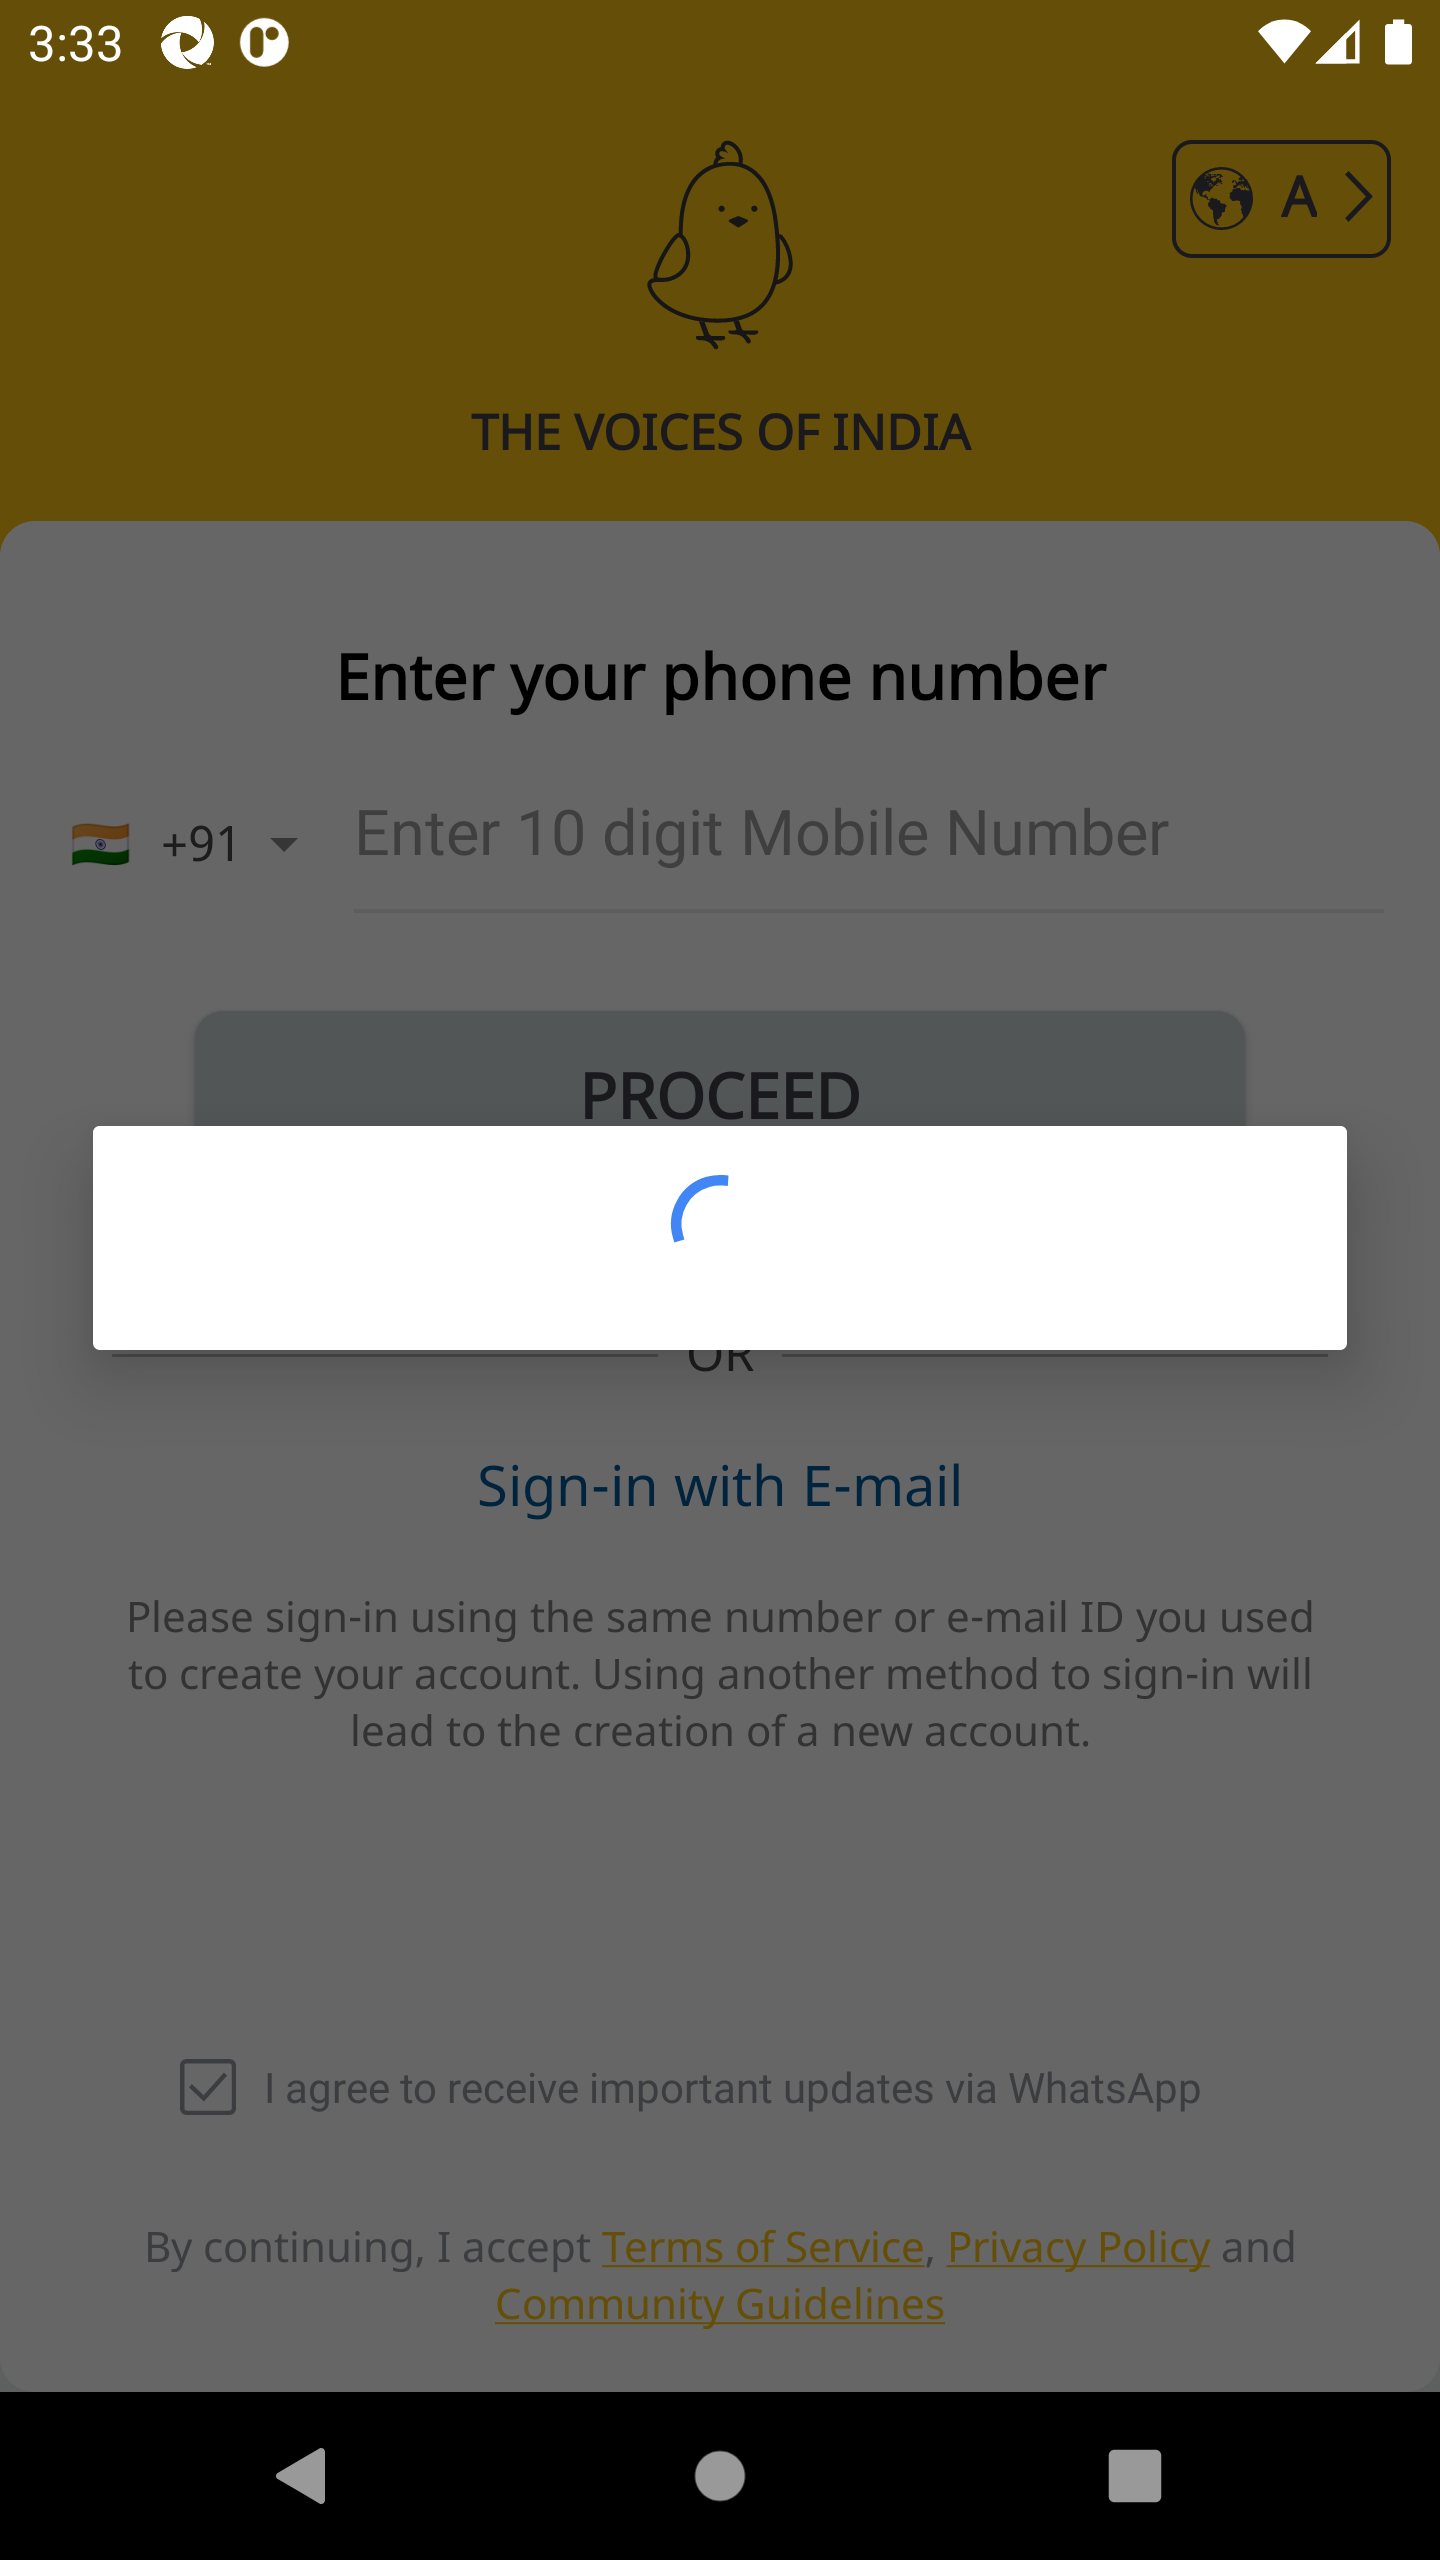 3:33
A
THE VOICES OF INDIA
Enter your phone number
+91
Enter 10 digit Mobile Number
PROCEED
OR
Sign-in with E-mail
Please sign-in using the same number or e-mail ID you used
to create your account. Using another method to sign-in will
lead to the creation of a new account.
I agree to receive important updates via WhatsApp
By continuing, I accept Terms of Service, Privacy Policy and
Community Guidelines